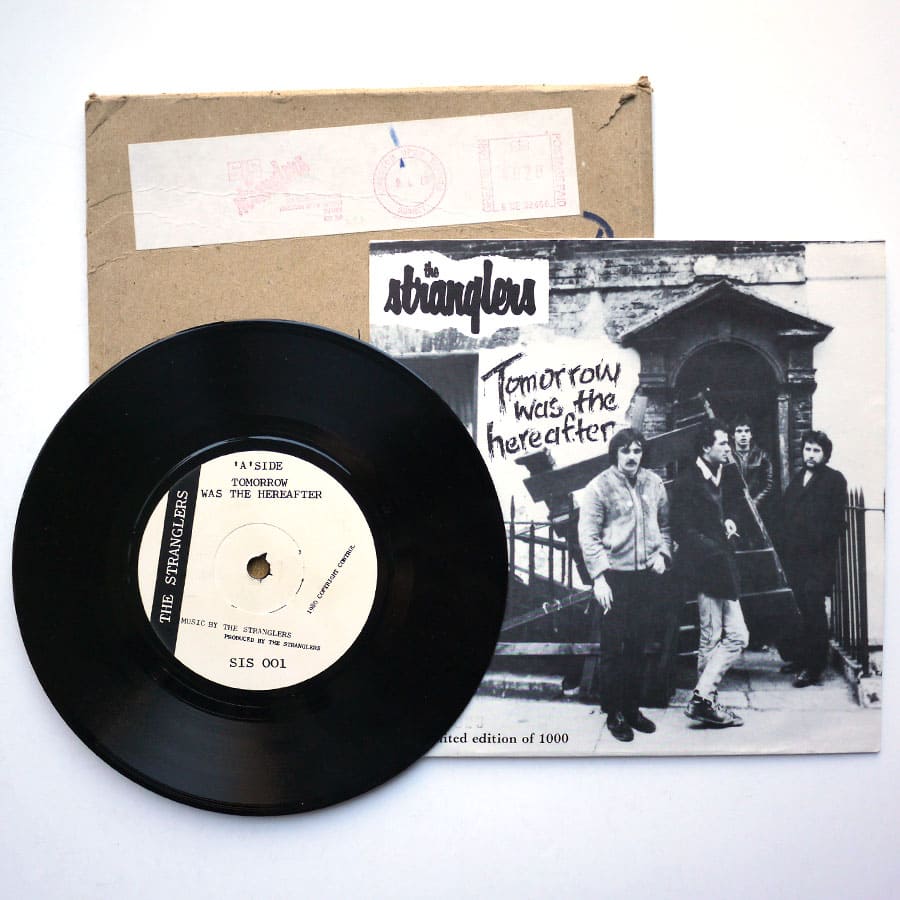 the
stranglers
Tomorrow
was the
hereafter
edition of 1000
'A' SIDE
TOMORROW
WAS THE HEREAFTER
THE STRANGLERS
1980 COPYRIGHT CONTROL
MUSIC BY THE STRANGLERS
PRODUCED BY THE STRANGLERS
SIS 001